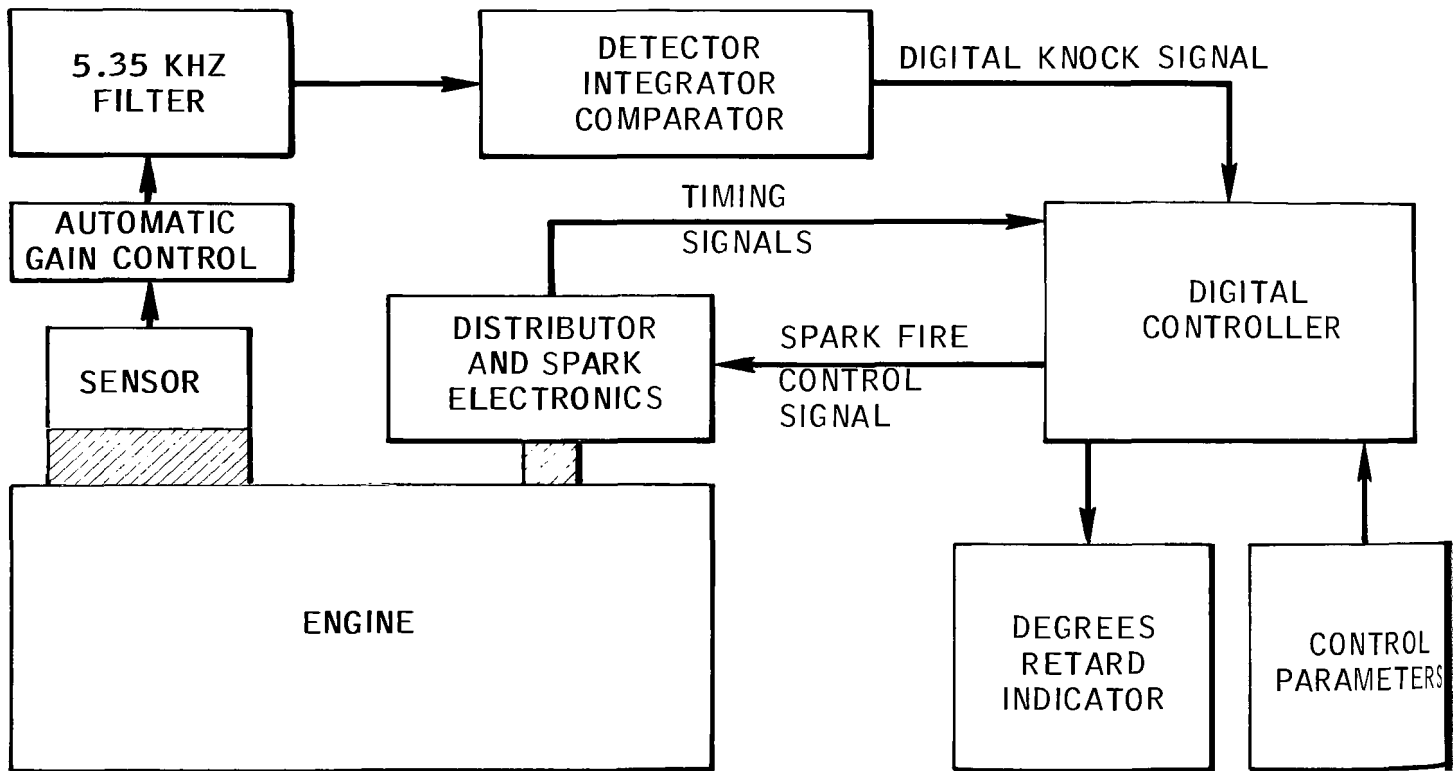 5.35 KHZ
FILTER
DETECTOR
INTEGRATOR
COMPARATOR
DIGITAL KNOCK SIGNAL
AUTOMATIC
GAIN CONTROL
TIMING
SIGNALS
SENSOR
DISTRIBUTOR
AND SPARK
ELECTRONICS
SPARK FIRE
CONTROL
SIGNAL
DIGITAL
CONTROLLER
ENGINE
DEGREES
RETARD
INDICATOR
CONTROL
PARAMETERS